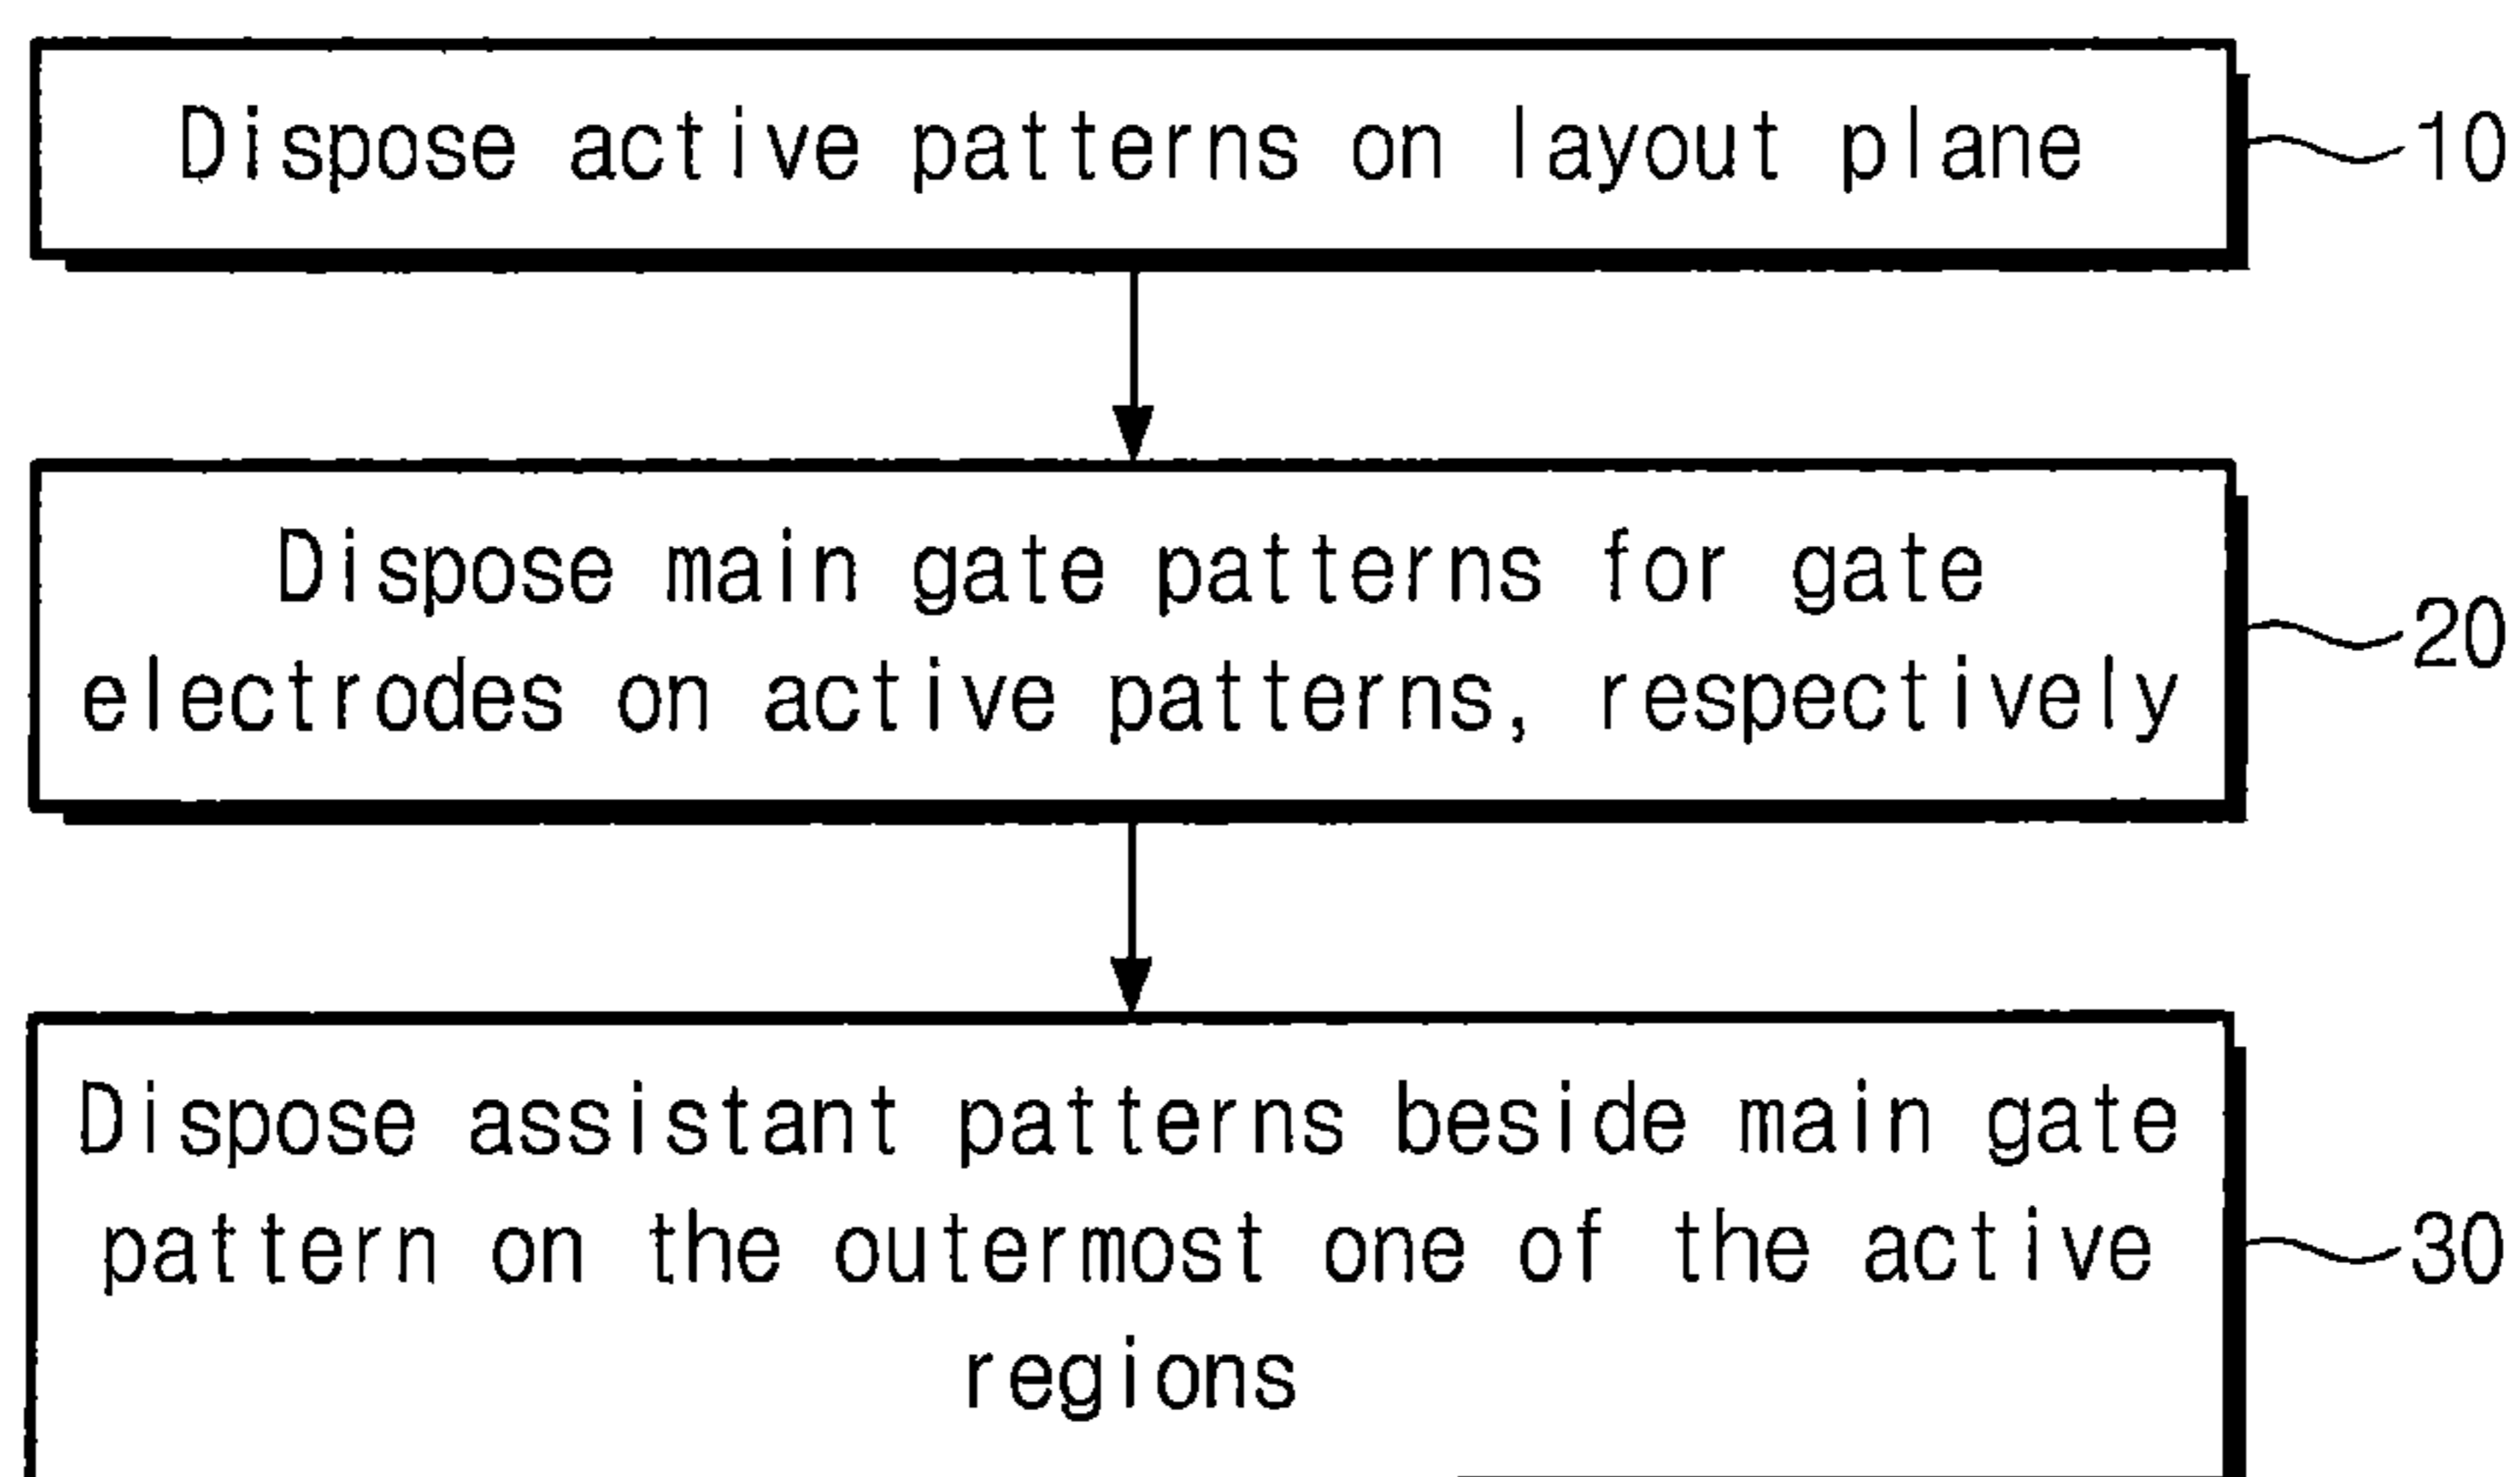 Dispose active patterns on layout plane
10
Dispose main gate patterns for gate
electrodes on active patterns, respectively
20
Dispose assistant patterns beside main gate
pattern on the outermost one of the active
regions
30